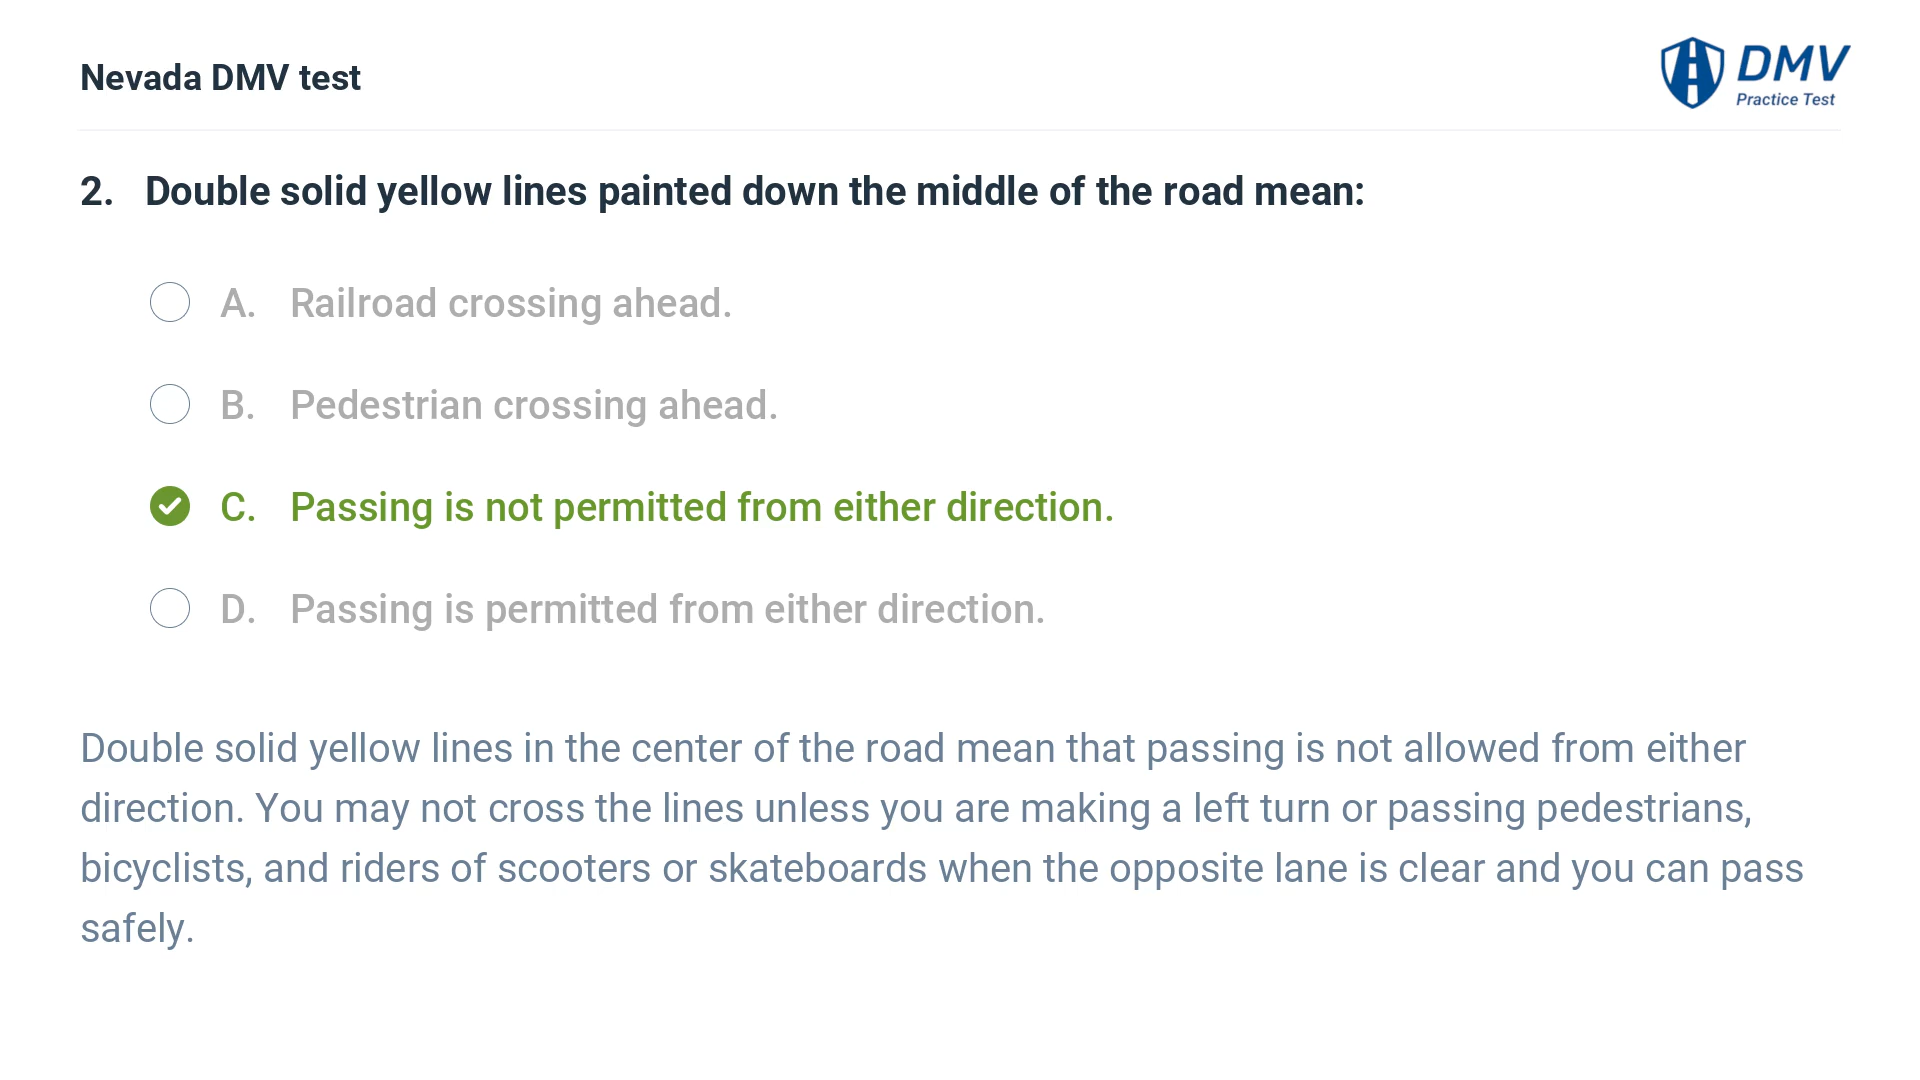 Nevada DMV test
DMV
Practice Test
2. Double solid yellow lines painted down the middle of the road mean:
A. Railroad crossing ahead.
B. Pedestrian crossing ahead.
C. Passing is not permitted from either direction.
D. Passing is permitted from either direction.
Double solid yellow lines in the center of the road mean that passing is not allowed from either
direction. You may not cross the lines unless you are making a left turn or passing pedestrians,
bicyclists, and riders of scooters or skateboards when the opposite lane is clear and you can pass
safely.